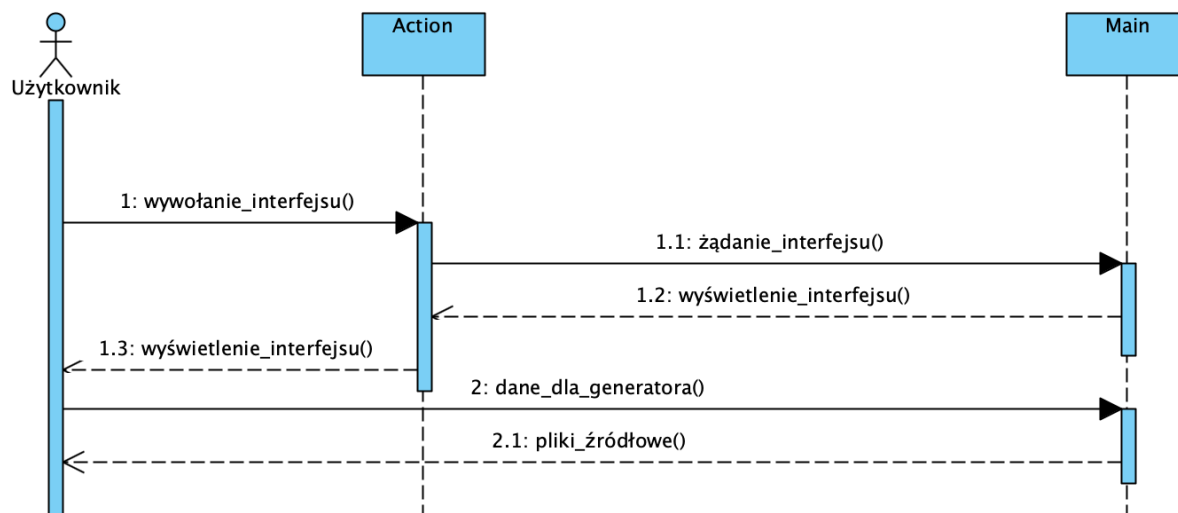 Action
Main
Użytkownik
1: wywołanie_interfejsu()
1.1: żądanie_interfejsu()
1.2: wyświetlenie_interfejsu()
1.3: wyświetlenie_interfejsu()
2: dane_dla_generatora()
2.1: pliki_źródłowe()